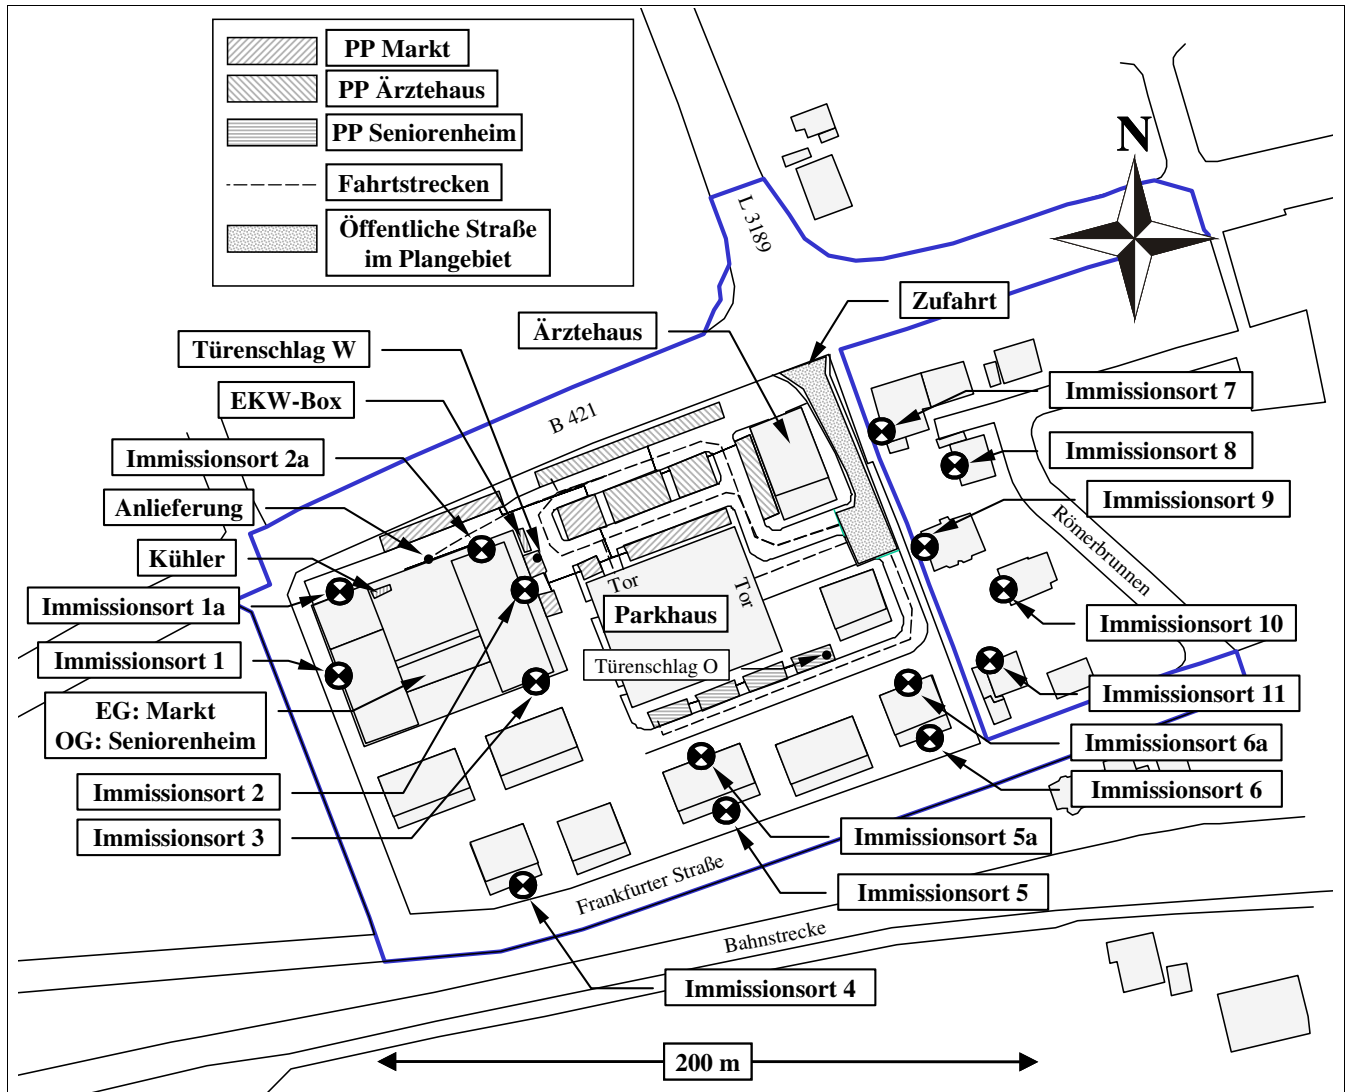 PP Markt
PP Ärztehaus
PP Seniorenheim
Fahrtstrecken
Öffentliche Straße
im Plangebiet
N
L 3189
Zufahrt
Ärztehaus
Türenschlag W
EKW-Box
B 421
Immissionsort 2a
Anlieferung
Kühler
Immissionsort 1a
Immissionsort 1
EG: Markt
OG: Seniorenheim
Immissionsort 2
Immissionsort 3
Tor
Parkhaus
Tor
Türenschlag O
Immissionsort 7
Immissionsort 8
Immissionsort 9
Römerbrunnen
Immissionsort 10
Immissionsort 11
Immissionsort 6a
Immissionsort 6
Immissionsort 5a
Immissionsort 5
Frankfurter Straße
Bahnstrecke
Immissionsort 4
200 m